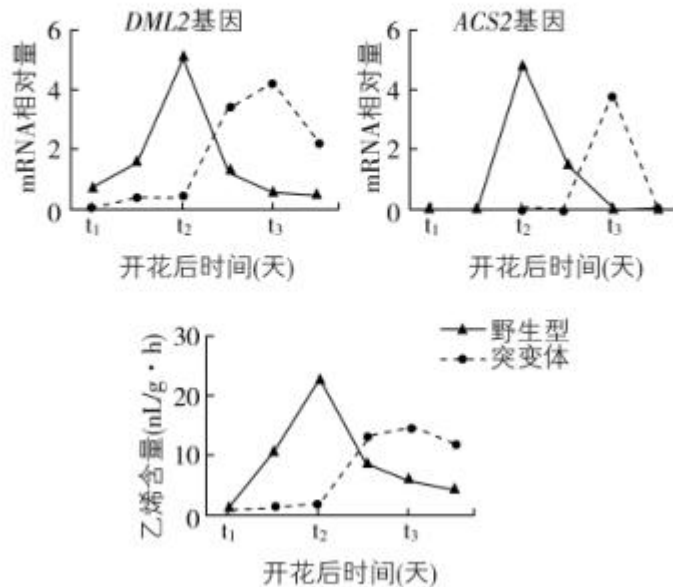 DML2基因
mRNA相对量
6
4
2
0
t₁
t₂
t₃
开花后时间(天)
ACS2基因
mRNA相对量
6
4
2
0
t₁
t₂
t₃
开花后时间(天)
乙烯含量(nL/g·h)
30
20
10
0
t₁
t₂
t₃
开花后时间(天)
野生型
突变体